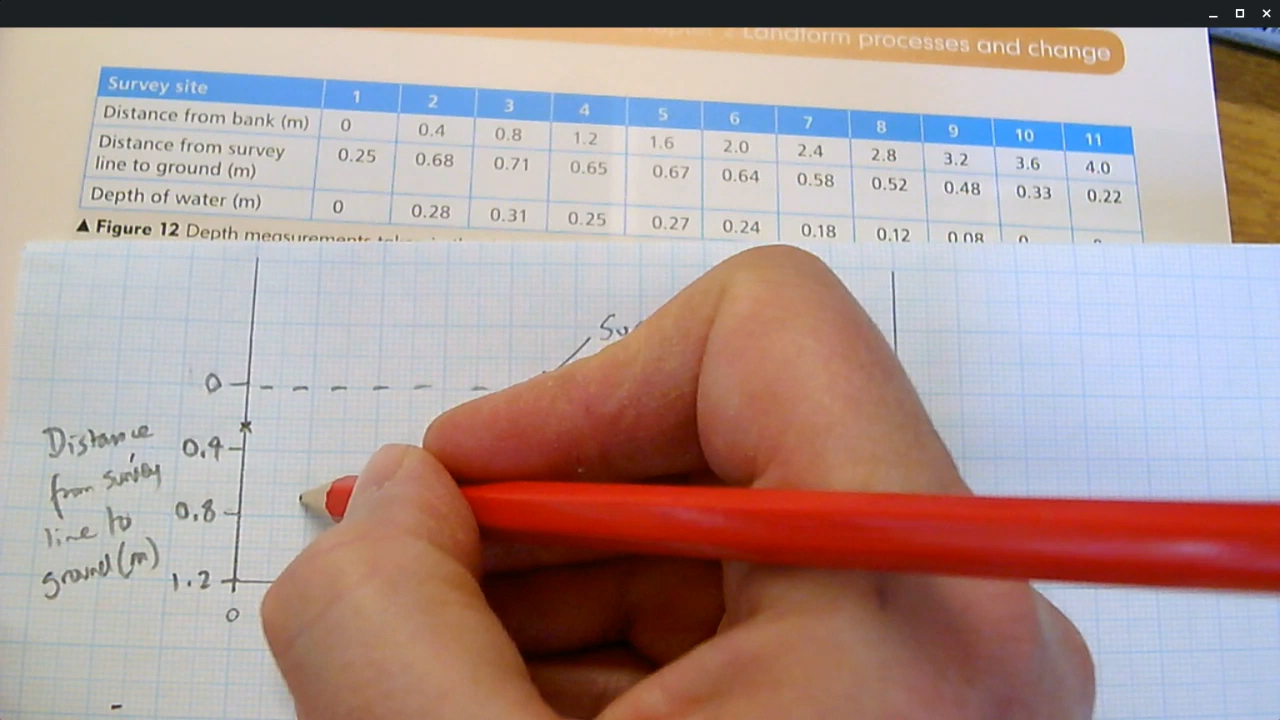 Landform processes and change
Survey site 1 2 3 4 5 6 7 8 9 10 11
Distance from bank (m) 0 0.4 0.8 1.2 1.6 2.0 2.4 2.8 3.2 3.6 4.0
Distance from survey
line to ground (m) 0.25 0.68 0.71 0.65 0.67 0.64 0.58 0.52 0.48 0.33 0.22
Depth of water (m) 0 0.28 0.31 0.25 0.27 0.24 0.18 0.12 0.08
▲ Figure 12 Depth measurements
0
Distance
from survey
line to
ground (m)
0.4
0.8
1.2
0